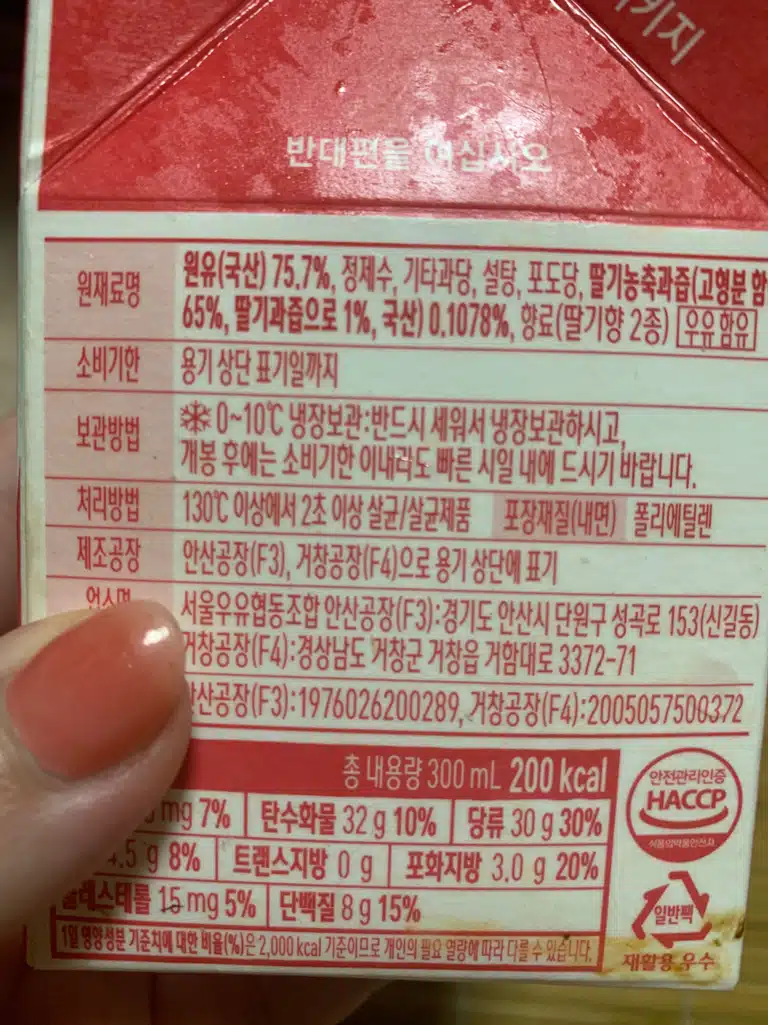 키지
반대편을 여십시오
원재료명
원유(국산) 75.7%, 정제수, 기타과당, 설탕, 포도당, 딸기농축과즙(고형분 함
65%, 딸기과즙으로 1%, 국산) 0.1078%, 향료(딸기향 2종) 우유 함유
소비기한
용기 상단 표기일까지
보관방법
0~10℃ 냉장보관:반드시 세워서 냉장보관하시고,
개봉 후에는 소비기한 이내라도 빠른 시일 내에 드시기 바랍니다.
처리방법
130℃ 이상에서 2초 이상 살균/살균제품 포장재질(내면) 폴리에틸렌
제조공장
안산공장(F3), 거창공장(F4)으로 용기 상단에 표기
서울우유협동조합 안산공장(F3):경기도 안산시 단원구 성곡로 153(신길동)
거창공장(F4):경상남도 거창군 거창읍 거함대로 3372-71
산공장(F3):1976026200289, 거창공장(F4):2005057500372
총 내용량 300 mL 200 kcal
mg 7% 탄수화물 32 g 10% 당류 30 g 30%
g 8% 트랜스지방 0 g 포화지방 3.0 g 20%
레스테롤 15 mg 5% 단백질 8 g 15%
1일 영양성분 기준치에 대한 비율(%)은 2,000 kcal 기준이므로 개인의 필요 열량에 따라 다를 수 있습니다.
안전관리인증
HACCP
식품의약품안전처
일반팩
재활용 우수